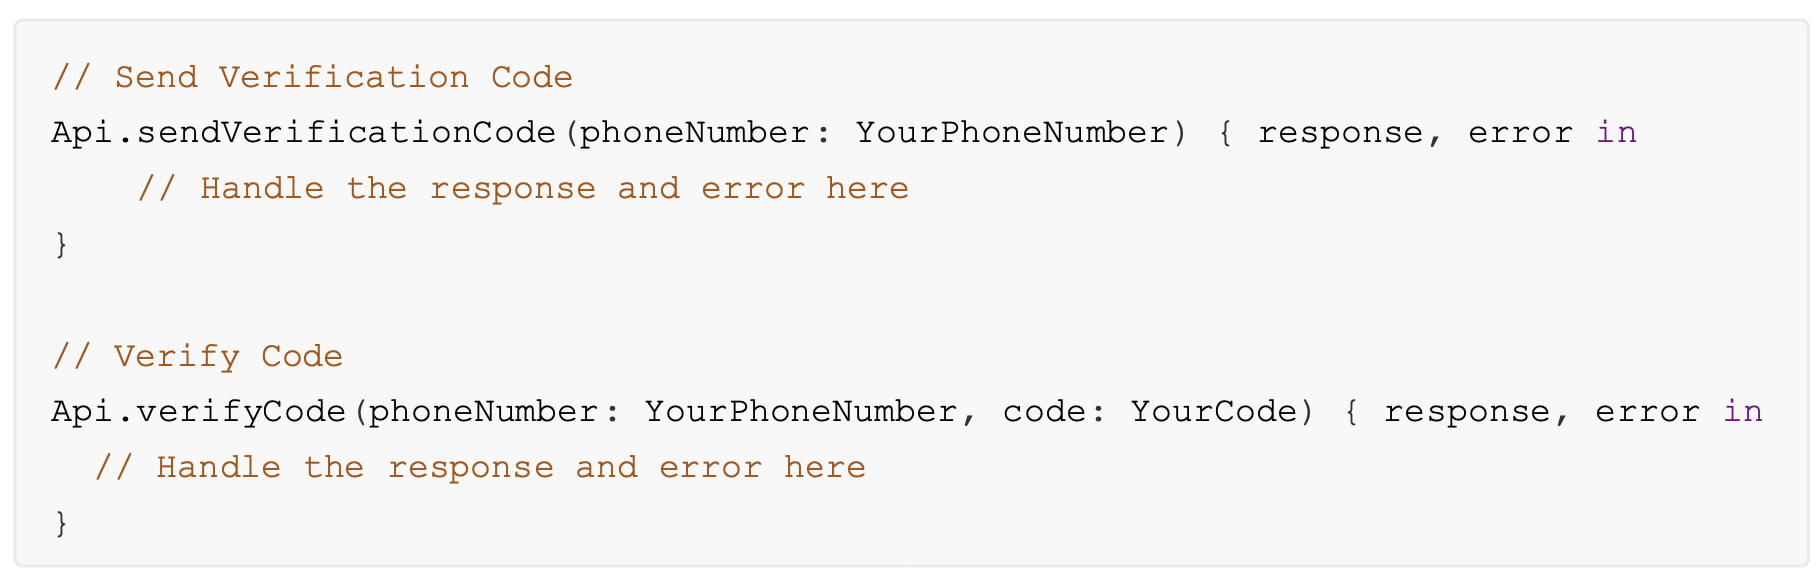 // Send Verification Code
Api.sendVerificationCode(phoneNumber: YourPhoneNumber) { response, error in
    // Handle the response and error here
}

// Verify Code
Api.verifyCode(phoneNumber: YourPhoneNumber, code: YourCode) { response, error in
  // Handle the response and error here
}